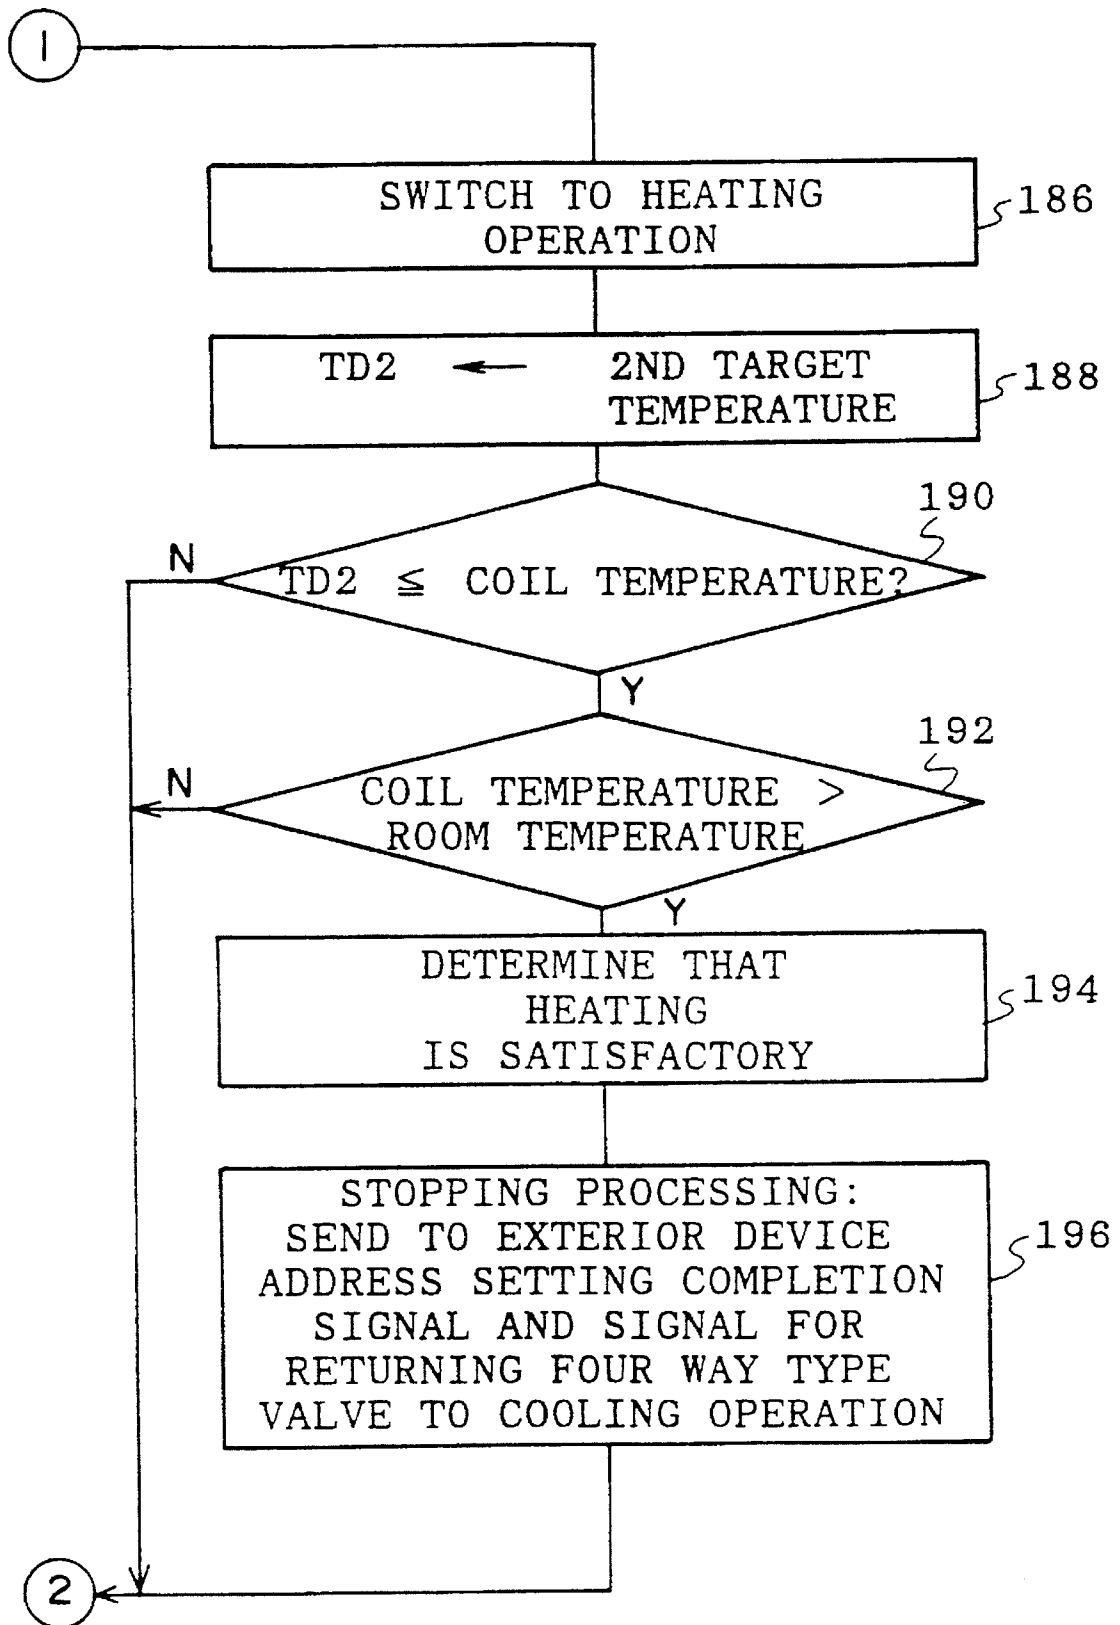 1
SWITCH TO HEATING
OPERATION
186
TD2 ← 2ND TARGET
TEMPERATURE
188
190
N
TD2 ≦ COIL TEMPERATURE?
Y
192
N
COIL TEMPERATURE >
ROOM TEMPERATURE
Y
DETERMINE THAT
HEATING
IS SATISFACTORY
194
STOPPING PROCESSING:
SEND TO EXTERIOR DEVICE
ADDRESS SETTING COMPLETION
SIGNAL AND SIGNAL FOR
RETURNING FOUR WAY TYPE
VALVE TO COOLING OPERATION
196
2